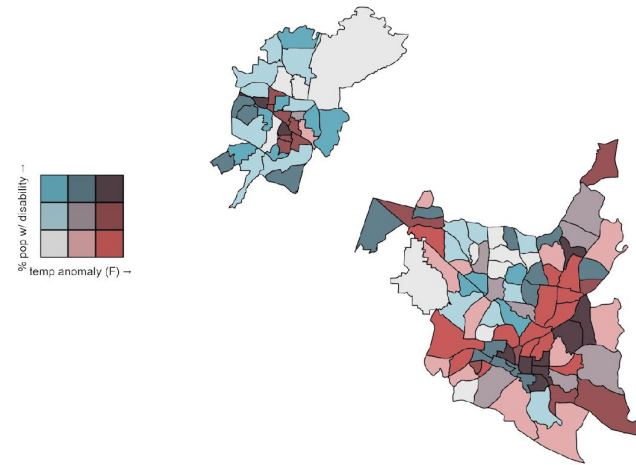 % pop w/ disability →
temp anomaly (F) →